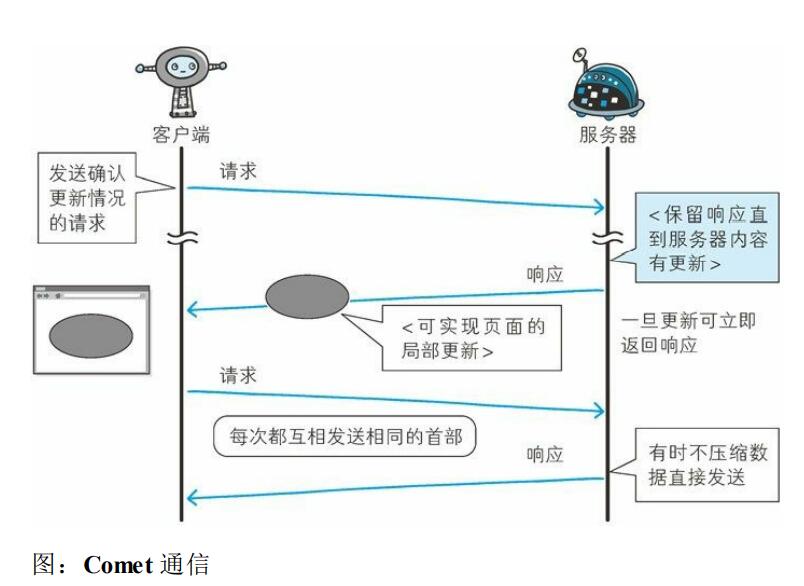 客户端
服务器
发送确认
更新情况
的请求
请求
<保留响应直
到服务器内容
有更新>
响应
<可实现页面的
局部更新>
一旦更新可立即
返回响应
请求
每次都互相发送相同的首部
响应
有时不压缩数
据直接发送
图：Comet 通信